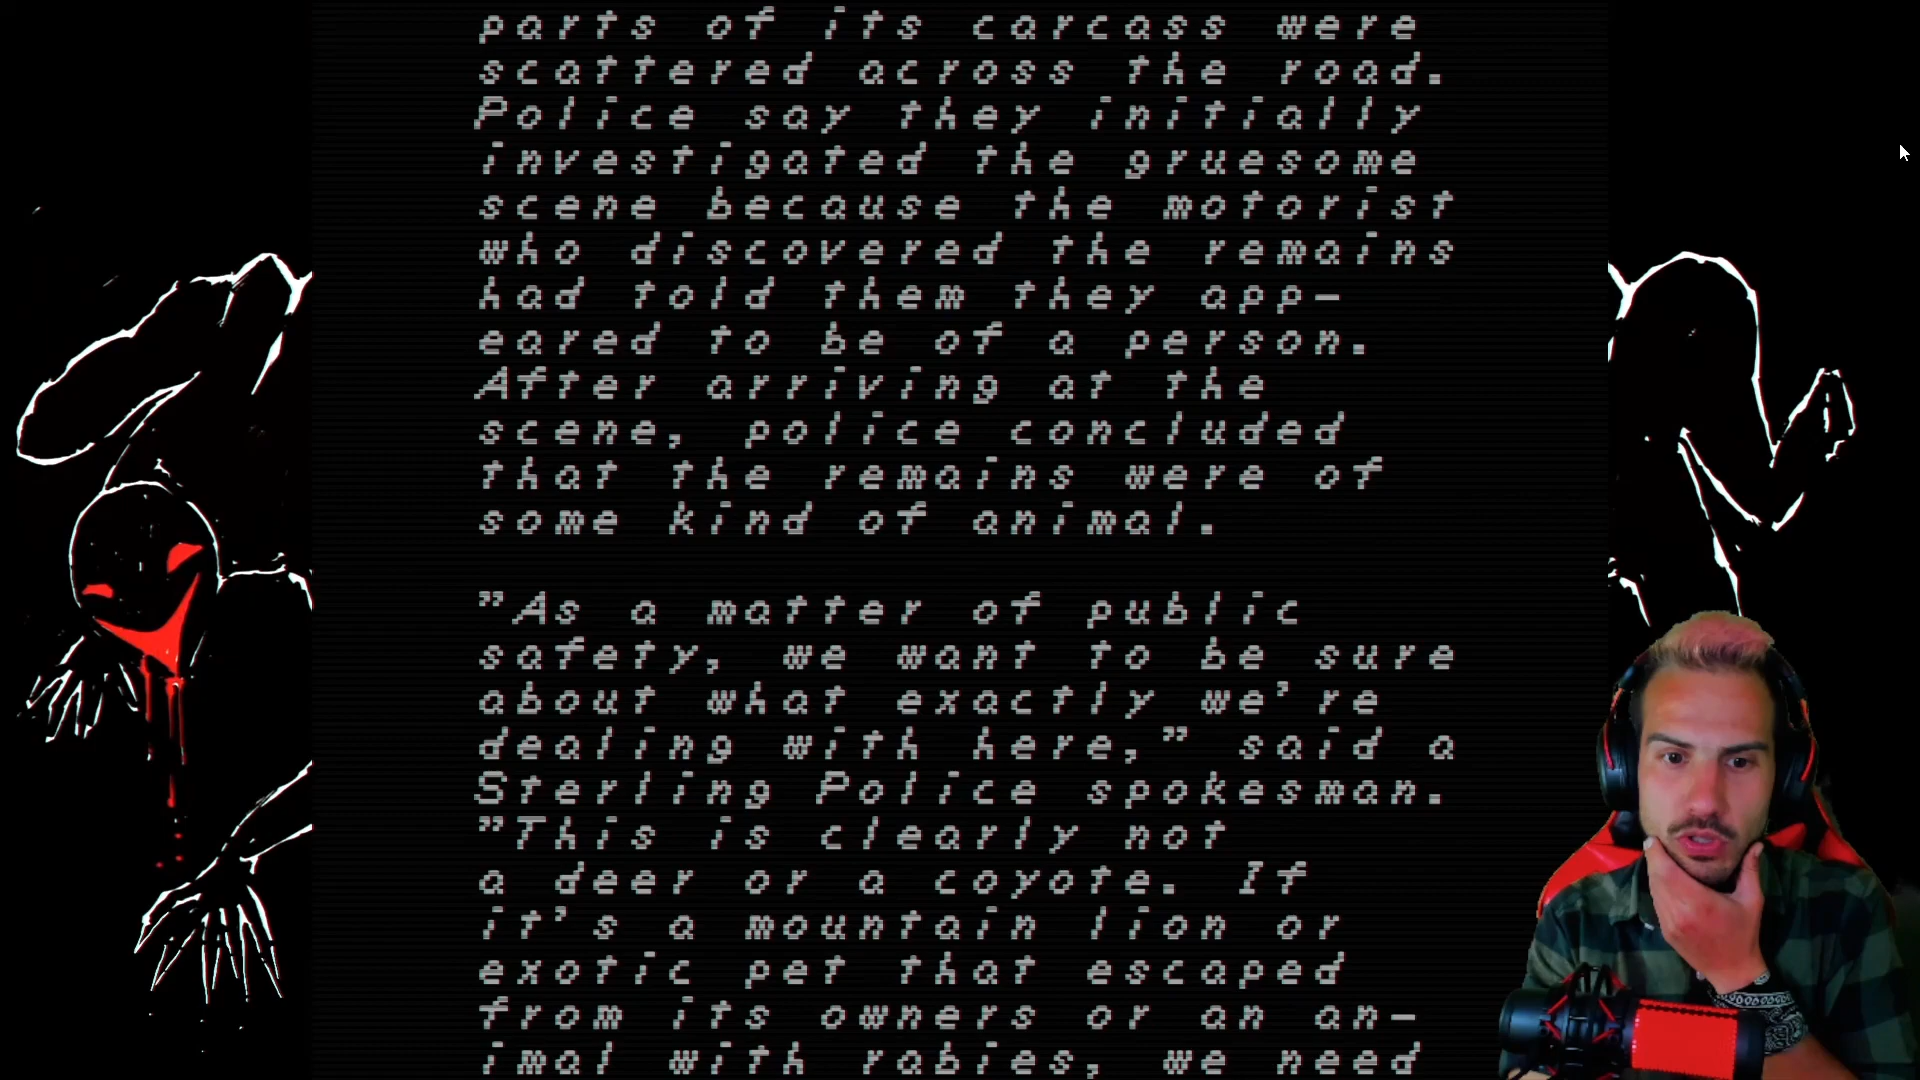 parts of its carcass were
scattered across the road.
Police say they initially
investigated the gruesome
scene because the motorist
who discovered the remains
had told them they app-
eared to be of a person.
After arriving at the
scene, police concluded
that the remains were of
some kind of animal.
"As a matter of public
safety, we want to be sure
about what exactly we're
dealing with here," said a
Sterling Police spokesman.
"This is clearly not
a deer or a coyote. If
it's a mountain lion or
exotic pet that escaped
from its owners or an an-
imal with rabies, we need